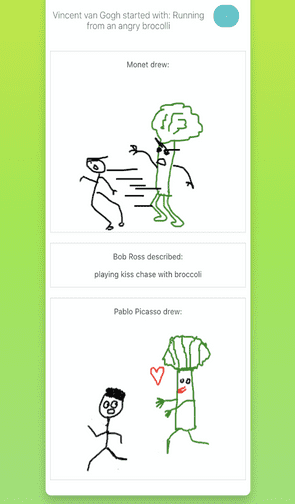 Vincent van Gogh started with: Running
from an angry brocolli
Monet drew:
Bob Ross described:
playing kiss chase with broccoli
Pablo Picasso drew: